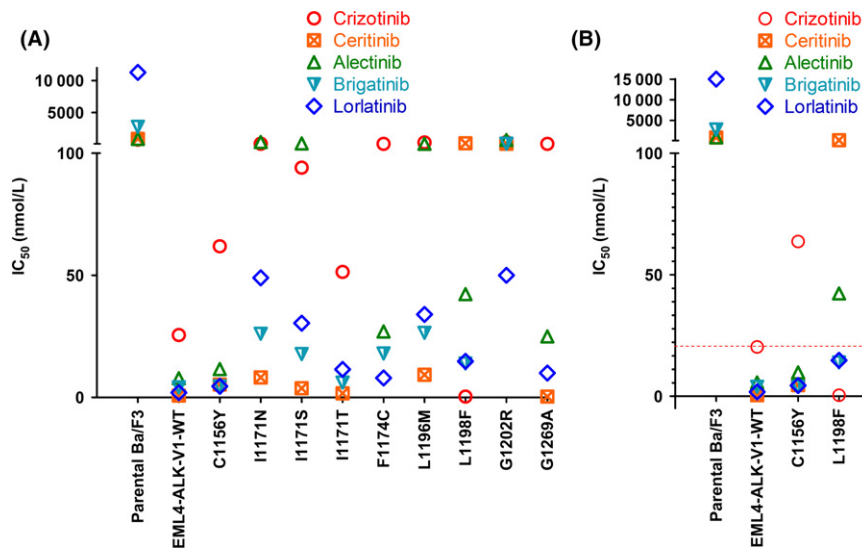 (A)
Crizotinib
Ceritinib
Alectinib
Brigatinib
Lorlatinib
10 000
5000
100
50
0
IC50 (nmol/L)
Parental Ba/F3
EML4-ALK-V1-WT
C1156Y
I1171N
I1171S
I1171T
F1174C
L1196M
L1198F
G1202R
G1269A
(B)
Crizotinib
Ceritinib
Alectinib
Brigatinib
Lorlatinib
15 000
10 000
5000
100
50
0
IC50 (nmol/L)
Parental Ba/F3
EML4-ALK-V1-WT
C1156Y
L1198F